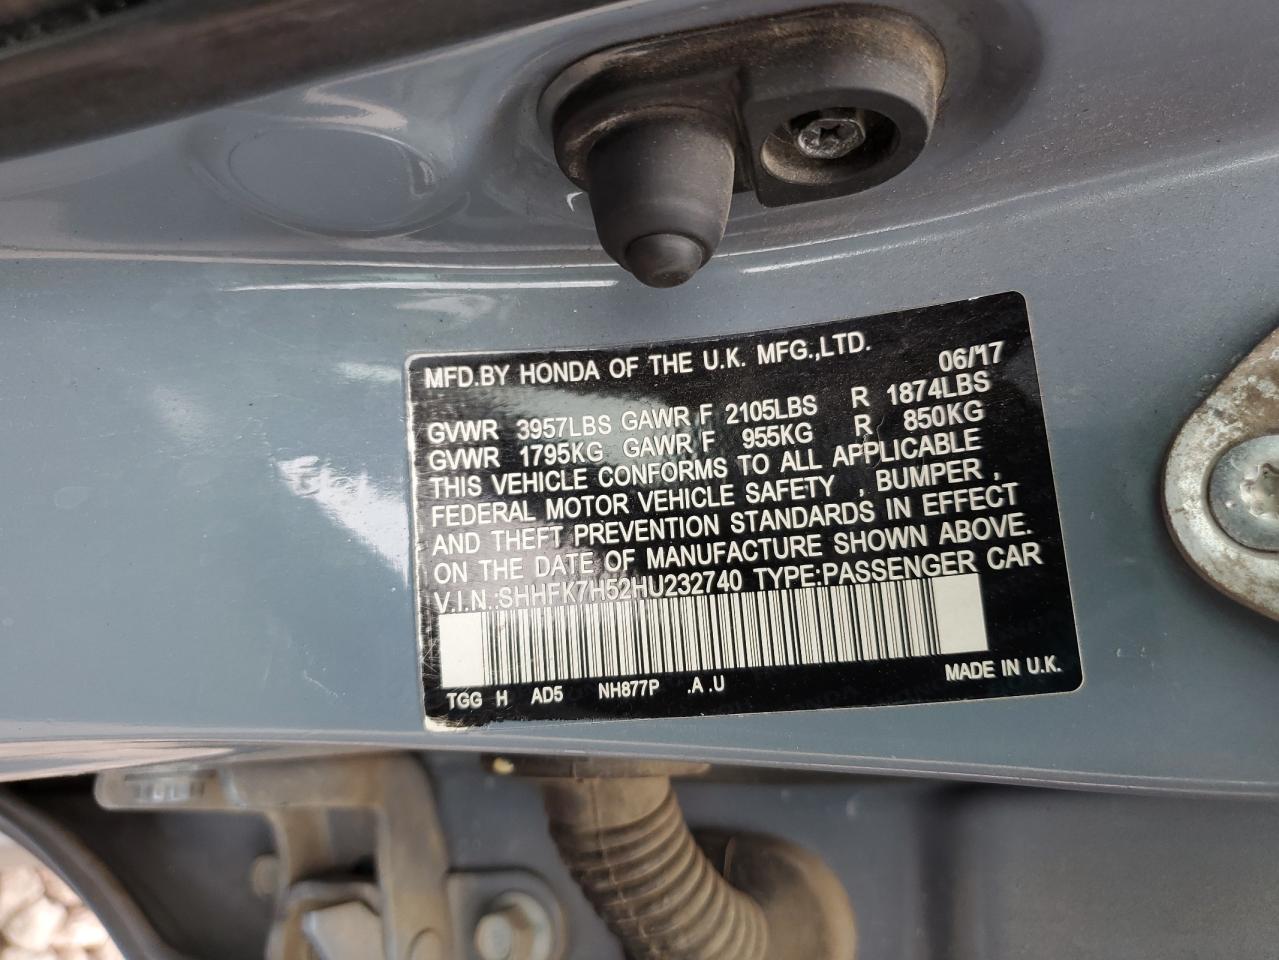 MFD.BY HONDA OF THE U.K. MFG.,LTD. 06/17
GVWR 3957LBS GAWR F 2105LBS R 1874LBS
GVWR 1795KG GAWR F 955KG R 850KG
THIS VEHICLE CONFORMS TO ALL APPLICABLE
FEDERAL MOTOR VEHICLE SAFETY , BUMPER ,
AND THEFT PREVENTION STANDARDS IN EFFECT
ON THE DATE OF MANUFACTURE SHOWN ABOVE.
V.I.N.:SHHFK7H52HU232740 TYPE:PASSENGER CAR
TGG H AD5 NH877P .A .U MADE IN U.K.